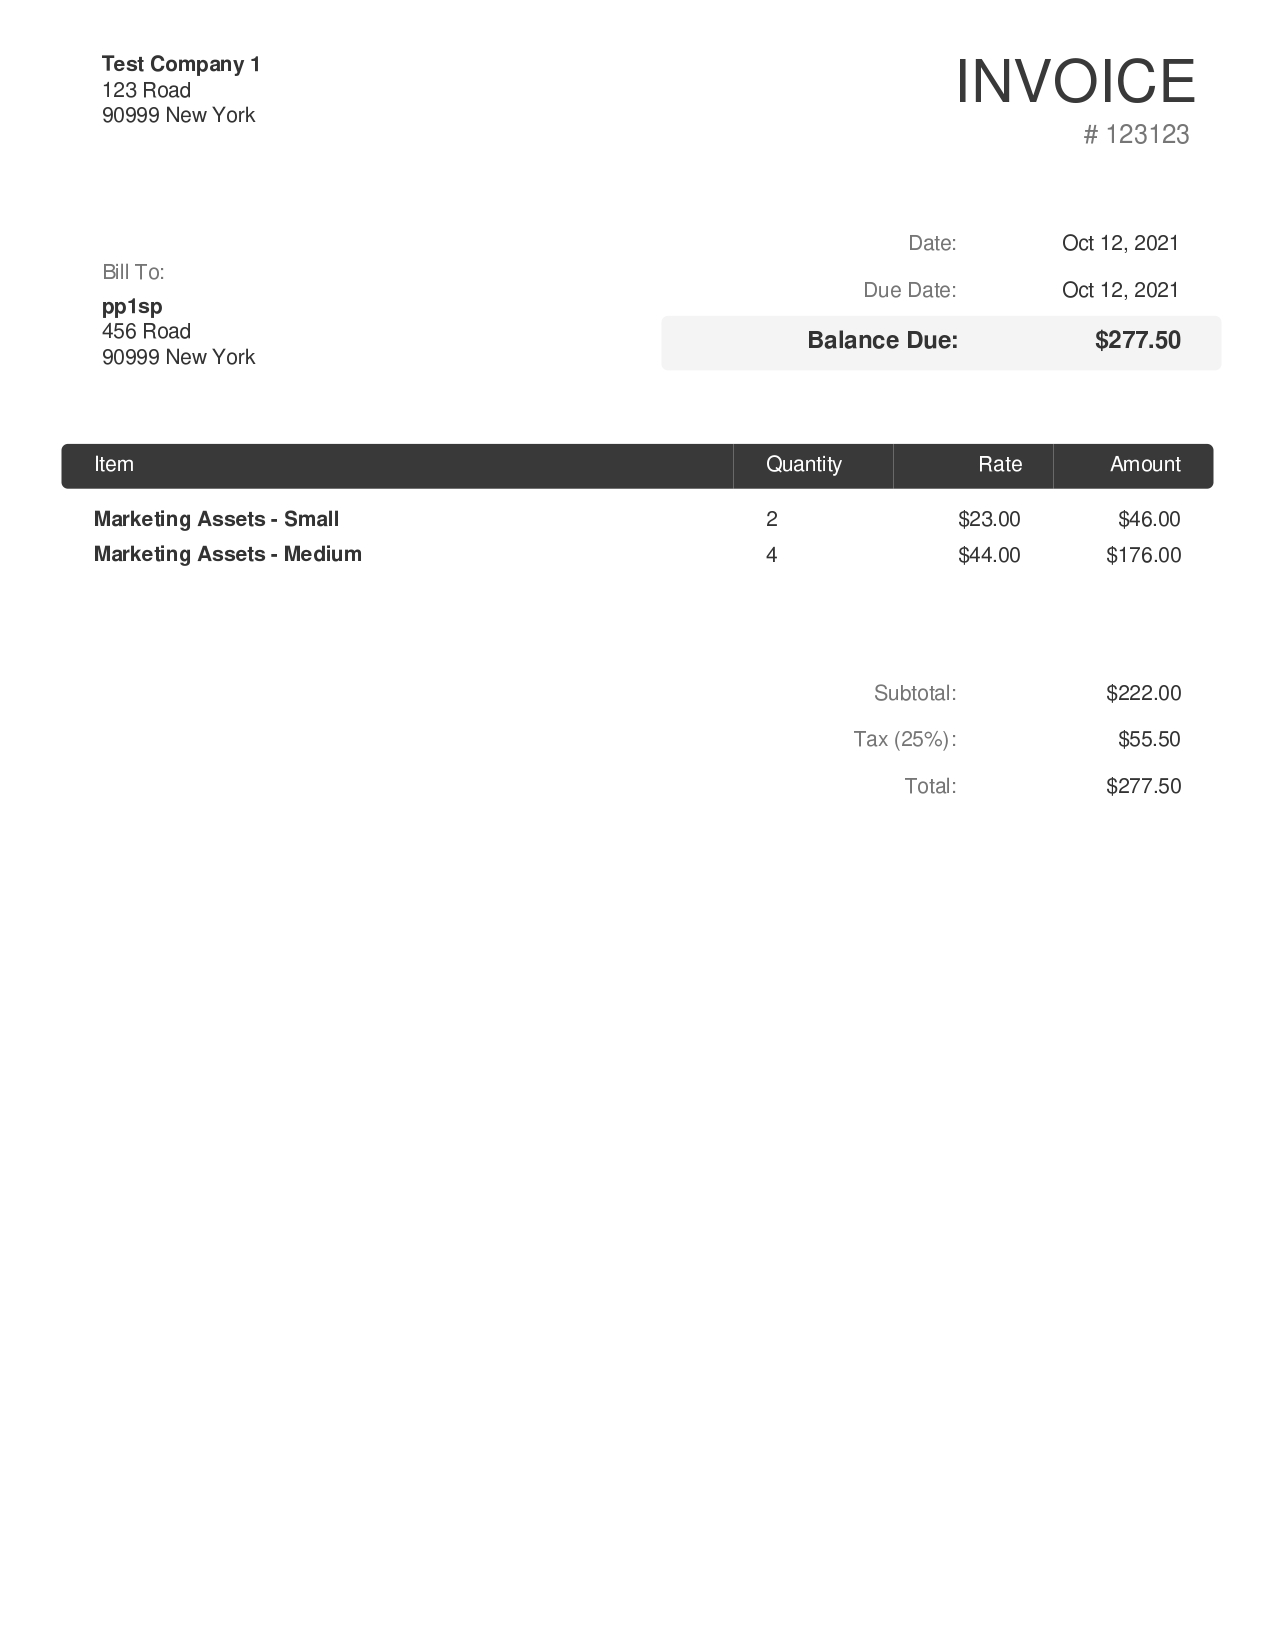 Test Company 1
123 Road
90999 New York
INVOICE
# 123123
Date: Oct 12, 2021
Due Date: Oct 12, 2021
Balance Due: $277.50
Bill To:
pp1sp
456 Road
90999 New York
Item Quantity Rate Amount
Marketing Assets - Small 2 $23.00 $46.00
Marketing Assets - Medium 4 $44.00 $176.00
Subtotal: $222.00
Tax (25%): $55.50
Total: $277.50